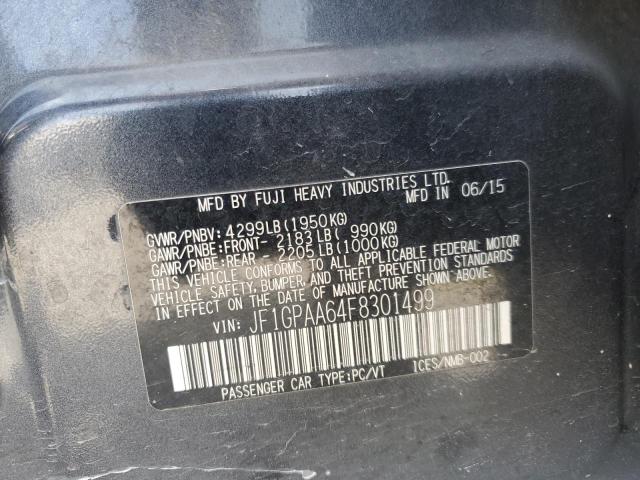 MFD BY FUJI HEAVY INDUSTRIES LTD.
MFD IN 06/15
GVWR/PNBV: 4299LB(1950KG)
GAWR/PNBE:FRONT- 2183LB( 990KG)
GAWR/PNBE:REAR - 2205LB(1000KG)
THIS VEHICLE CONFORMS TO ALL APPLICABLE FEDERAL MOTOR
VEHICLE SAFETY, BUMPER, AND THEFT PREVENTION STANDARDS
IN EFFECT ON THE DATE OF MANUFACTURE SHOWN ABOVE.
VIN: JF1GPAA64F8301499
PASSENGER CAR TYPE:PC/VT ICES/NMB-002